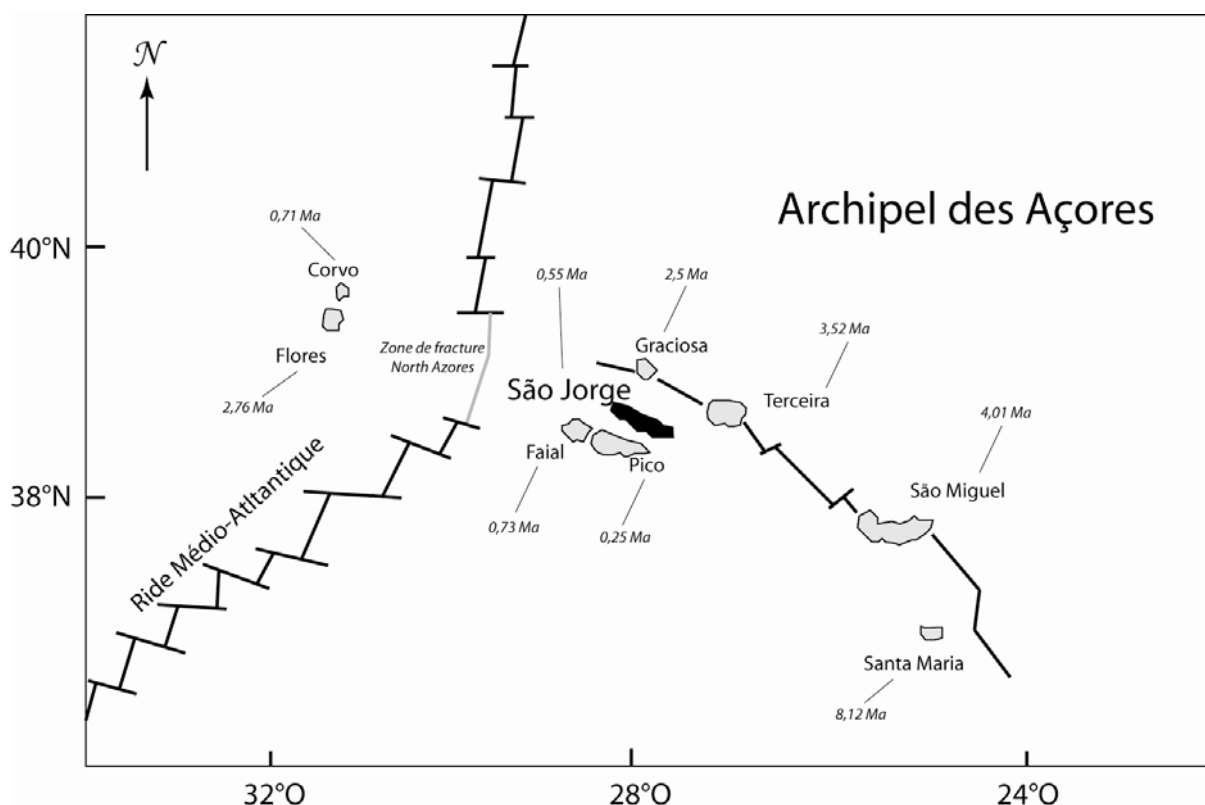 N
Archipel des Açores
40°N
0,71 Ma
Corvo
0,55 Ma
2,5 Ma
Graciosa
3,52 Ma
Zone de fracture
North Azores
Flores
São Jorge
Terceira
2,76 Ma
4,01 Ma
Faial
Pico
38°N
São Miguel
0,73 Ma
0,25 Ma
Ride Médio-Atltantique
Santa Maria
8,12 Ma
32°O
28°O
24°O